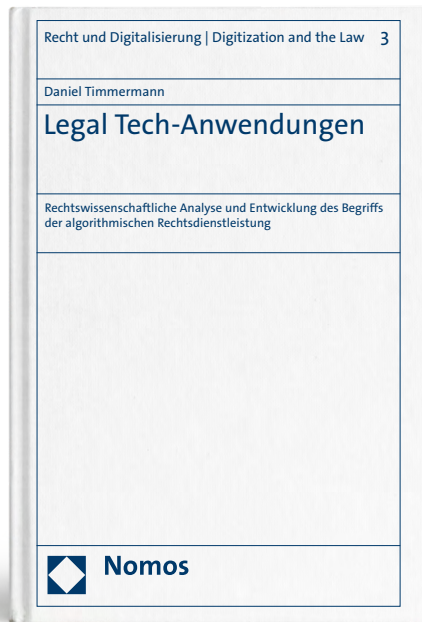 Recht und Digitalisierung | Digitization and the Law 3
Daniel Timmermann
Legal Tech-Anwendungen
Rechtswissenschaftliche Analyse und Entwicklung des Begriffs
der algorithmischen Rechtsdienstleistung
Nomos